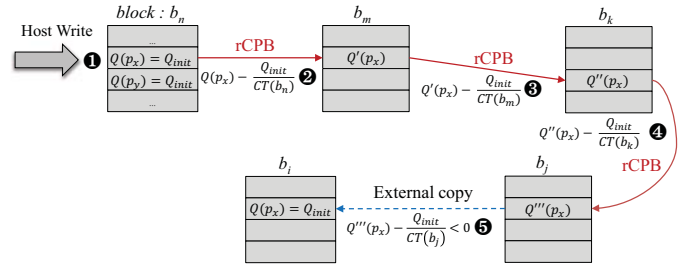 block : b_n
b_m
b_k
Host Write
❶
...
Q(p_x) = Q_init
Q(p_y) = Q_init
...
rCPB
Q(p_x) − Q_init/CT(b_n) ❷
Q'(p_x)
rCPB
Q'(p_x) − Q_init/CT(b_m) ❸
Q''(p_x)
Q''(p_x) − Q_init/CT(b_k) ❹
rCPB
b_i
b_j
Q(p_x) = Q_init
External copy
Q'''(p_x) − Q_init/CT(b_j) < 0 ❺
Q'''(p_x)